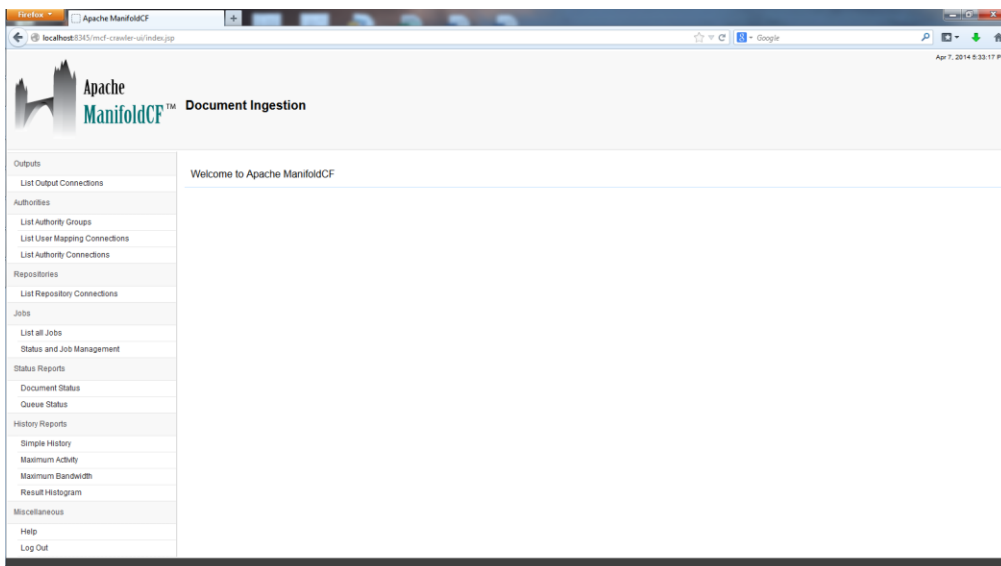 Firefox
Apache ManifoldCF
localhost:8345/mcf-crawler-ui/index.jsp
Google
Apr 7, 2014 5:33:17 P
Apache
ManifoldCF™
Document Ingestion
Outputs
List Output Connections
Welcome to Apache ManifoldCF
Authorities
List Authority Groups
List User Mapping Connections
List Authority Connections
Repositories
List Repository Connections
Jobs
List all Jobs
Status and Job Management
Status Reports
Document Status
Queue Status
History Reports
Simple History
Maximum Activity
Maximum Bandwidth
Result Histogram
Miscellaneous
Help
Log Out